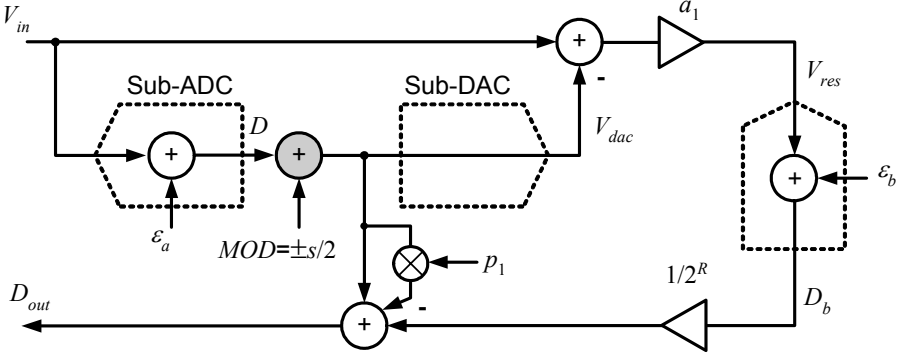 V_in
a_1
Sub-ADC
Sub-DAC
V_res
D
V_dac
+
-
+
+
+
ε_b
ε_a
MOD=±s/2
p_1
1/2^R
D_out
-
D_b
+